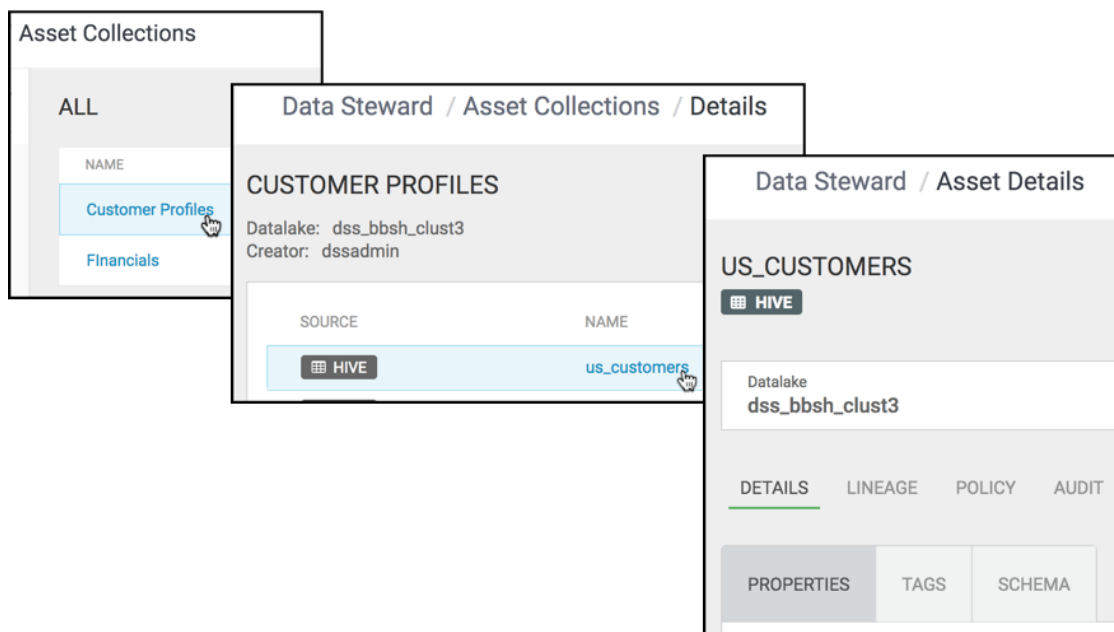 Asset Collections
ALL
NAME
Customer Profiles
FInancials
Data Steward / Asset Collections / Details
CUSTOMER PROFILES
Datalake: dss_bbsh_clust3
Creator: dssadmin
SOURCE NAME
HIVE us_customers
Data Steward / Asset Details
US_CUSTOMERS
HIVE
Datalake
dss_bbsh_clust3
DETAILS LINEAGE POLICY AUDIT
PROPERTIES TAGS SCHEMA